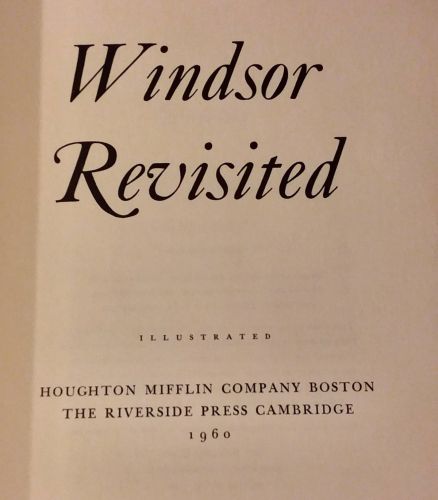 Windsor
Revisited
ILLUSTRATED
HOUGHTON MIFFLIN COMPANY BOSTON
THE RIVERSIDE PRESS CAMBRIDGE
1960